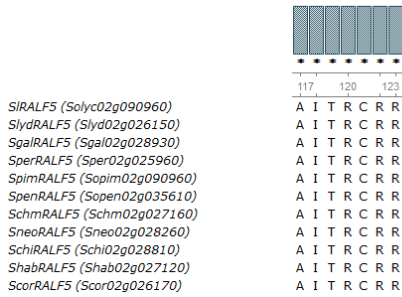 * * * * * * *
117 120 123
SlRALF5 (Solyc02g090960) A I T R C R R
SlydRALF5 (Slyd02g026150) A I T R C R R
SgalRALF5 (Sgal02g028930) A I T R C R R
SperRALF5 (Sper02g025960) A I T R C R R
SpimRALF5 (Sopim02g090960) A I T R C R R
SpenRALF5 (Sopen02g035610) A I T R C R R
SchmRALF5 (Schm02g027160) A I T R C R R
SneoRALF5 (Sneo02g028260) A I T R C R R
SchiRALF5 (Schi02g028810) A I T R C R R
ShabRALF5 (Shab02g027120) A I T R C R R
ScorRALF5 (Scor02g026170) A I T R C R R